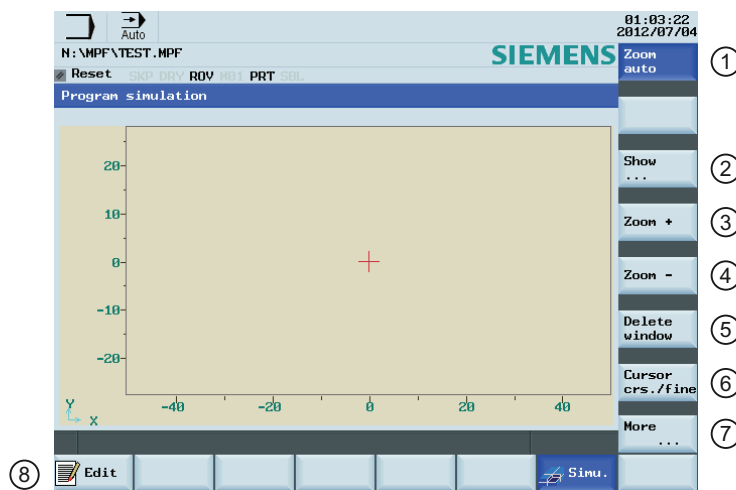 01:03:22
2012/07/04
Auto
N:\MPF\TEST.MPF
SIEMENS
Reset SKP DRY ROV M01 PRT SBL
Program simulation
Zoom
auto
①
Show
...
②
Zoom +
③
Zoom -
④
Delete
window
⑤
Cursor
crs./fine
⑥
More
...
⑦
20
10
0
-10
-20
Y
X
-40 -20 0 20 40
⑧
Edit
Simu.